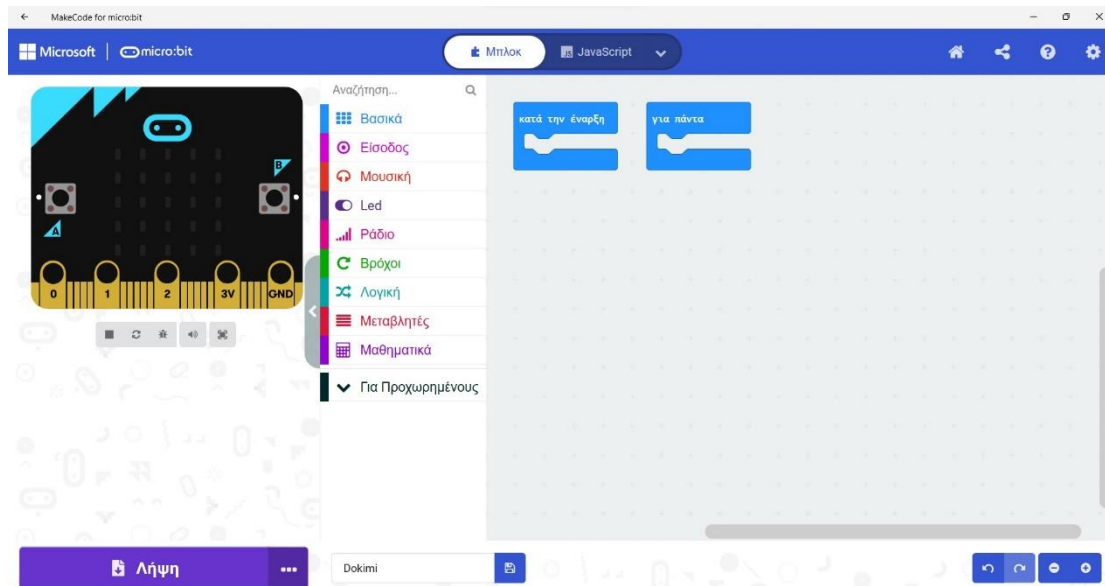 MakeCode for micro:bit
Microsoft | micro:bit
Μπλοκ
JavaScript
Αναζήτηση...
Βασικά
Είσοδος
Μουσική
Led
Ράδιο
Βρόχοι
Λογική
Μεταβλητές
Μαθηματικά
Για Προχωρημένους
κατά την έναρξη
για πάντα
B
A
0 1 2 3V GND
Λήψη
Dokimi